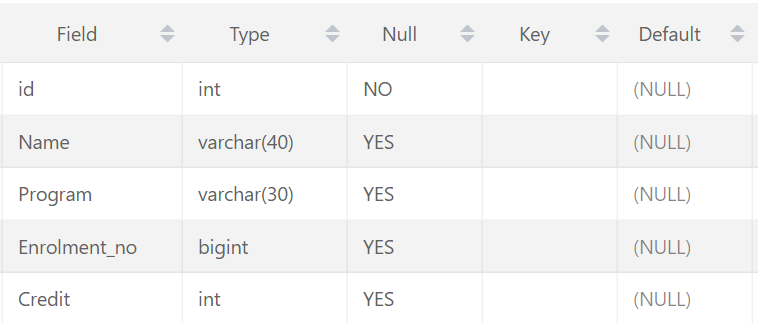 Field Type Null Key Default
id int NO (NULL)
Name varchar(40) YES (NULL)
Program varchar(30) YES (NULL)
Enrolment_no bigint YES (NULL)
Credit int YES (NULL)